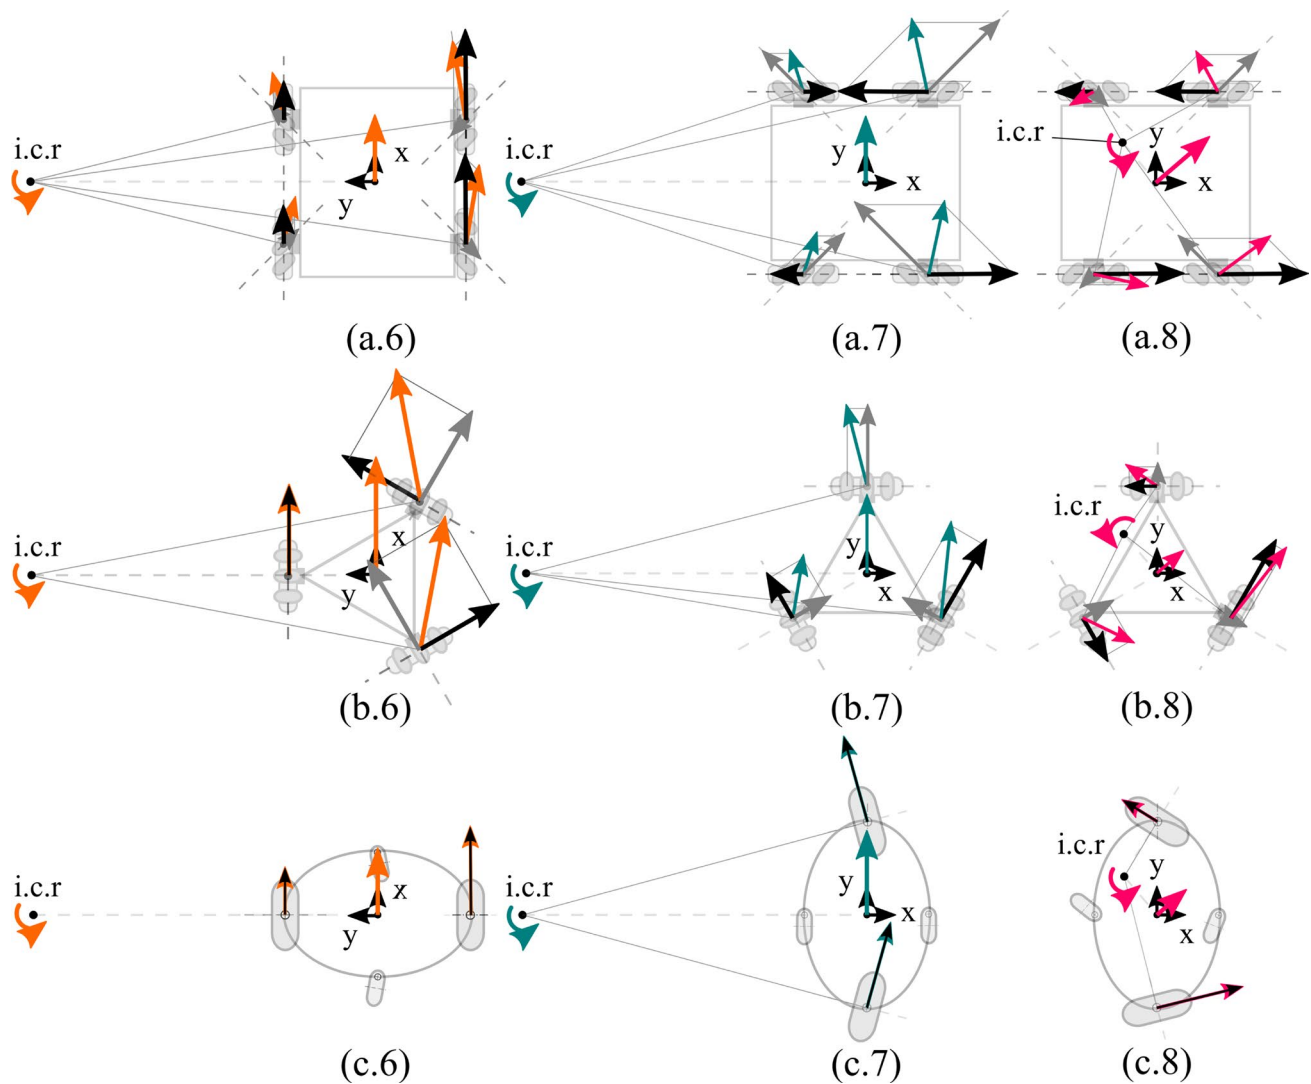 i.c.r
x
y
(a.6)
i.c.r
y
x
(a.7)
i.c.r
y
x
(a.8)
i.c.r
x
y
(b.6)
i.c.r
y
x
(b.7)
i.c.r
y
x
(b.8)
i.c.r
x
y
(c.6)
i.c.r
y
x
(c.7)
i.c.r
y
x
(c.8)